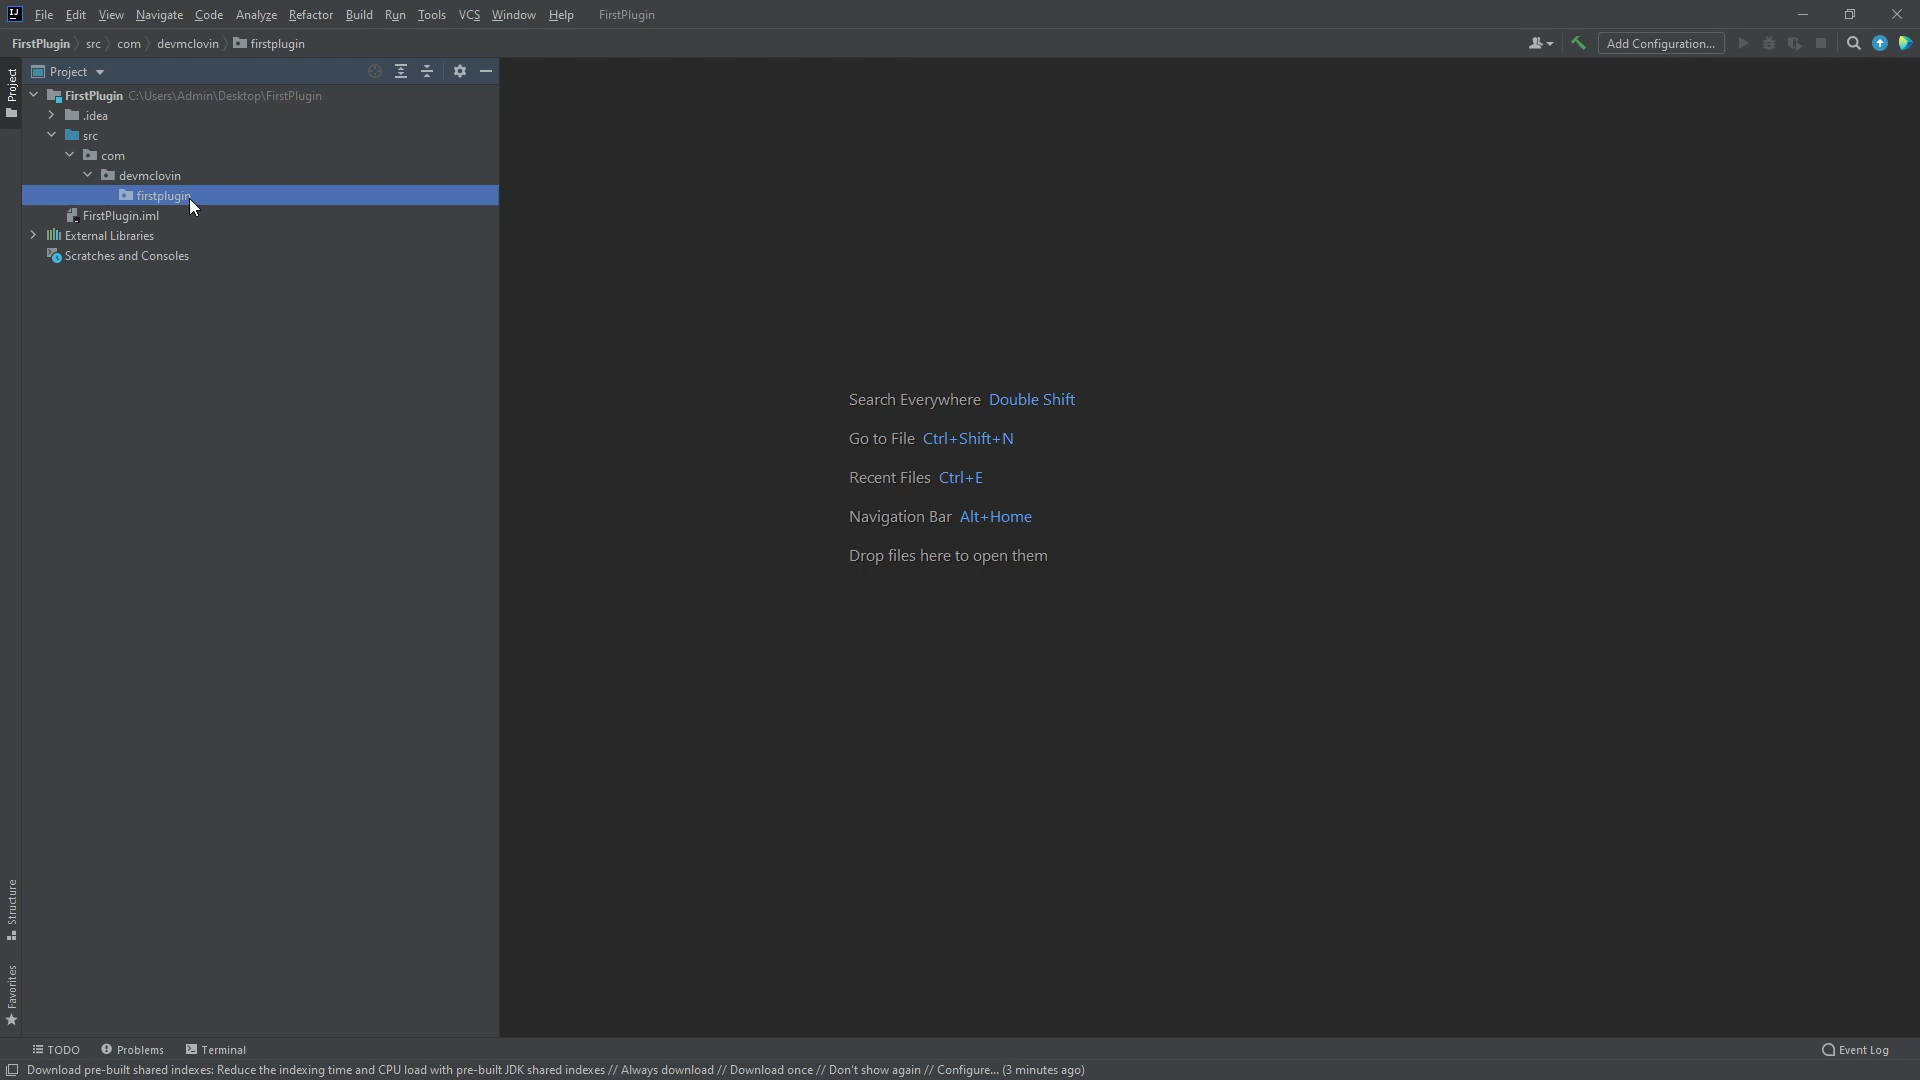 IJ File Edit View Navigate Code Analyze Refactor Build Run Tools VCS Window Help FirstPlugin
FirstPlugin src com devmclovin firstplugin Add Configuration...
Project
Project
FirstPlugin C:\Users\Admin\Desktop\FirstPlugin
.idea
src
com
devmclovin
firstplugin
FirstPlugin.iml
External Libraries
Scratches and Consoles
Search Everywhere Double Shift
Go to File Ctrl+Shift+N
Recent Files Ctrl+E
Navigation Bar Alt+Home
Drop files here to open them
Structure
Favorites
TODO Problems Terminal Event Log
Download pre-built shared indexes: Reduce the indexing time and CPU load with pre-built JDK shared indexes // Always download // Download once // Don't show again // Configure... (3 minutes ago)